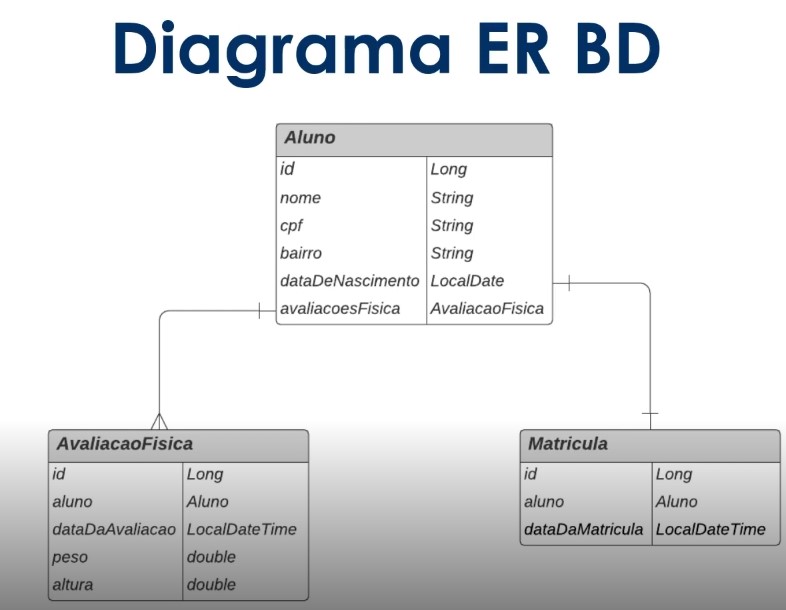 Diagrama ER BD
Aluno
id Long
nome String
cpf String
bairro String
dataDeNascimento LocalDate
avaliacoesFisica AvaliacaoFisica
AvaliacaoFisica
id Long
aluno Aluno
dataDaAvaliacao LocalDateTime
peso double
altura double
Matricula
id Long
aluno Aluno
dataDaMatricula LocalDateTime